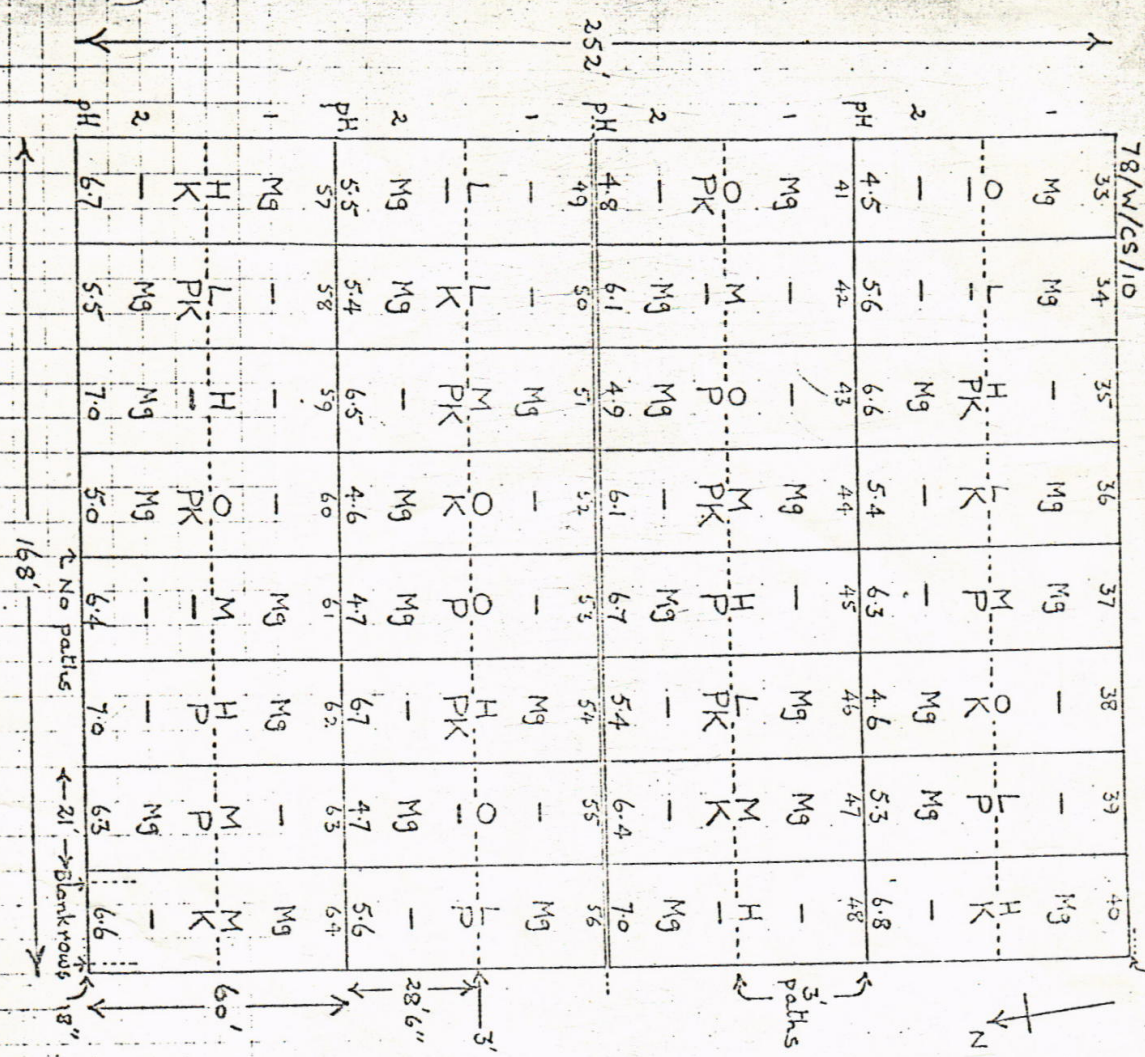 78/W/CS/10
33 34 35 36 37 38 39 40
1 Mg Mg - Mg Mg - - Mg
O L H L M O L H
- - PK K P K P K
2 - - Mg - - Mg Mg -
pH 4.5 5.6 6.6 5.4 6.3 4.6 5.3 6.8
41 42 43 44 45 46 47 48
1 Mg - - Mg - Mg Mg -
O M O M H L M H
PK - P PK P PK K -
2 - Mg Mg - Mg - - Mg
pH 4.8 6.1 4.9 6.1 6.7 5.4 6.4 7.0
49 50 51 52 53 54 55 56
1 - - Mg - - Mg - Mg
L L M O O H O L
- K PK K P PK - P
2 Mg Mg - Mg Mg - Mg -
pH 5.5 5.4 6.5 4.6 4.7 6.7 4.7 5.6
57 58 59 60 61 62 63 64
1 Mg - - - Mg Mg - Mg
H L H O M H M M
K PK - PK - P P K
2 - Mg Mg Mg - - Mg -
pH 6.7 5.5 7.0 5.0 6.4 7.0 6.3 6.6
252'
168'
No paths
21'
Blank rows
18"
60'
28'6"
3'
3'
paths
N